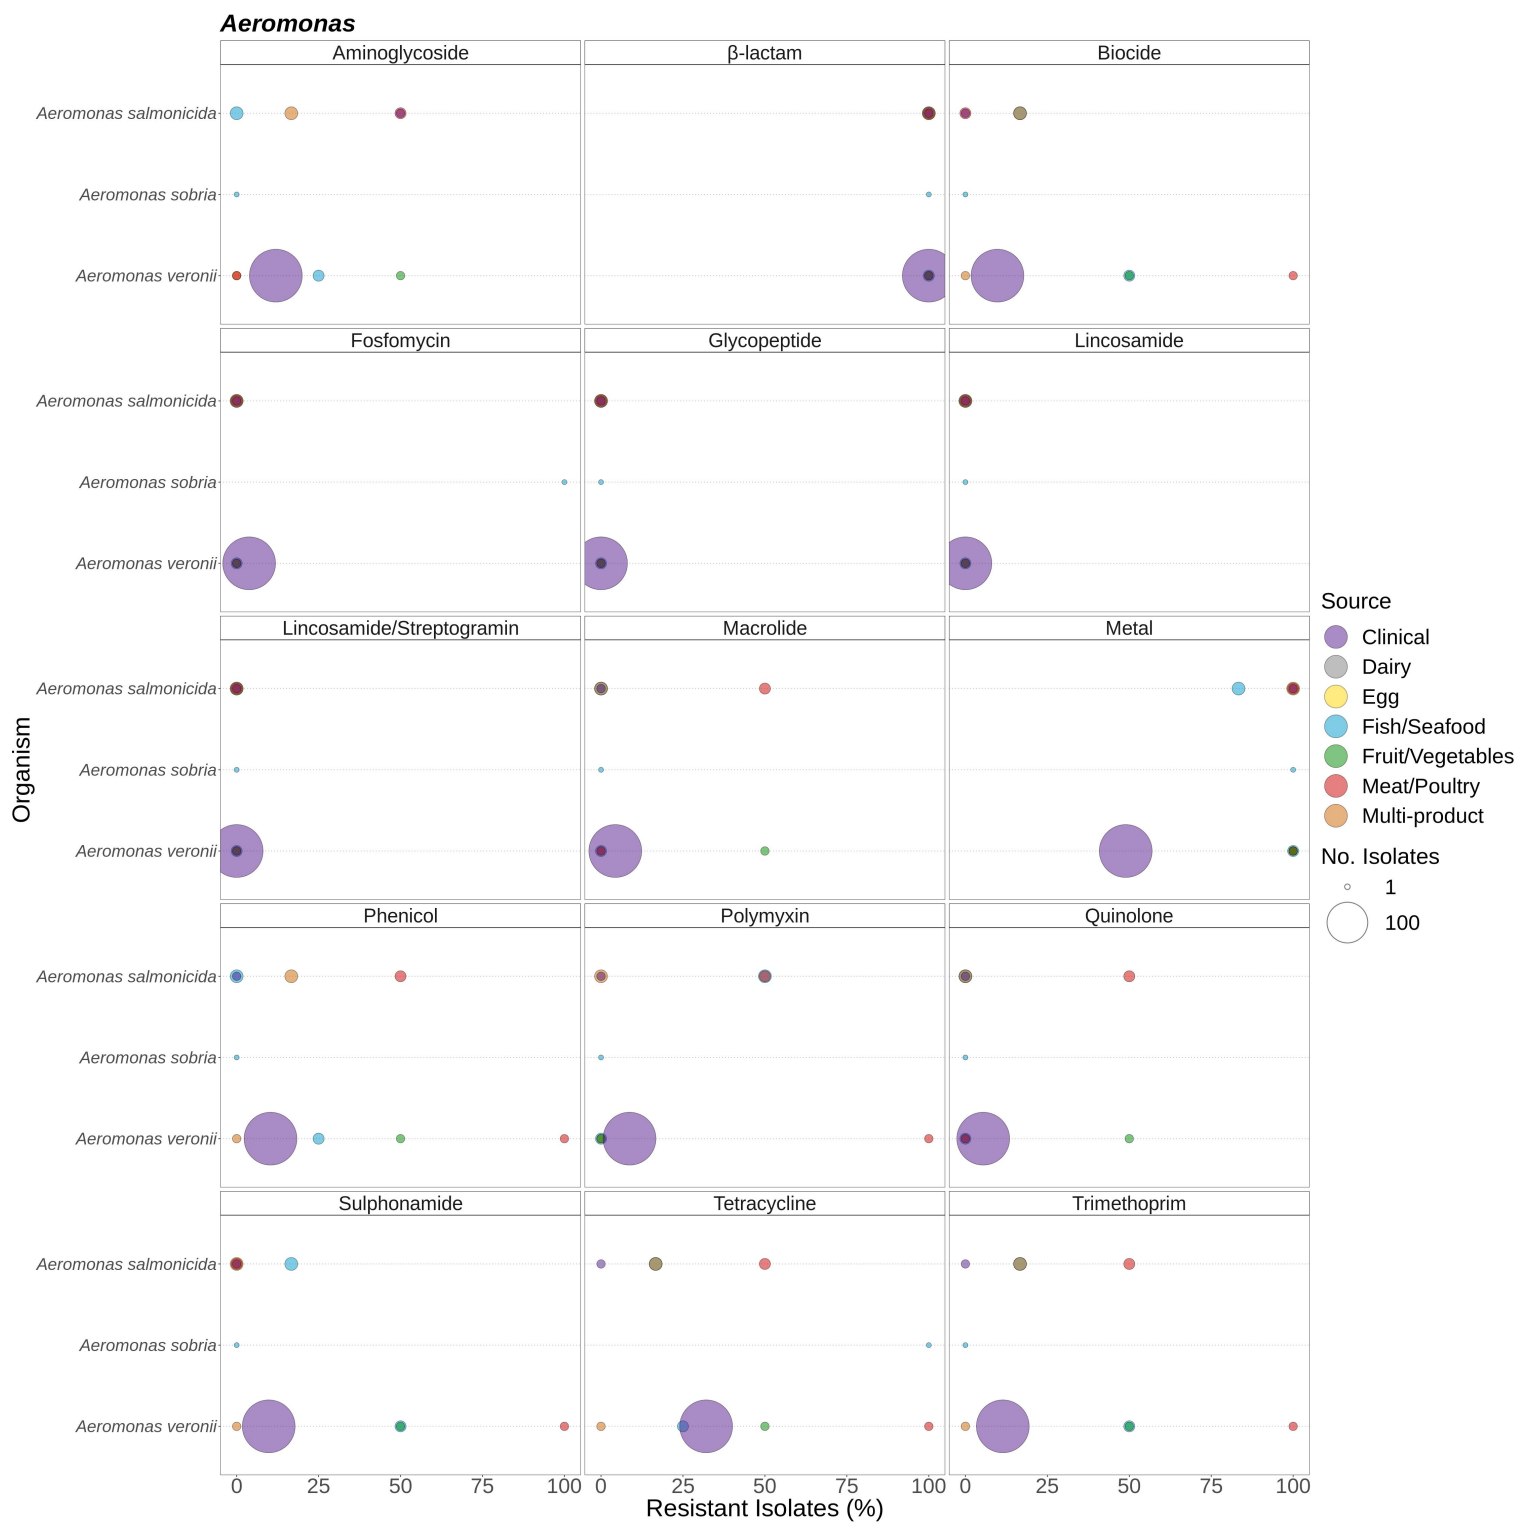 Aeromonas
Aminoglycoside
β-lactam
Biocide
Aeromonas salmonicida
Aeromonas sobria
Aeromonas veronii
Fosfomycin
Glycopeptide
Lincosamide
Aeromonas salmonicida
Aeromonas sobria
Aeromonas veronii
Lincosamide/Streptogramin
Macrolide
Metal
Aeromonas salmonicida
Aeromonas sobria
Aeromonas veronii
Phenicol
Polymyxin
Quinolone
Aeromonas salmonicida
Aeromonas sobria
Aeromonas veronii
Sulphonamide
Tetracycline
Trimethoprim
Aeromonas salmonicida
Aeromonas sobria
Aeromonas veronii
0 25 50 75 100
0 25 50 75 100
0 25 50 75 100
Resistant Isolates (%)
Organism
Source
Clinical
Dairy
Egg
Fish/Seafood
Fruit/Vegetables
Meat/Poultry
Multi-product
No. Isolates
1
100